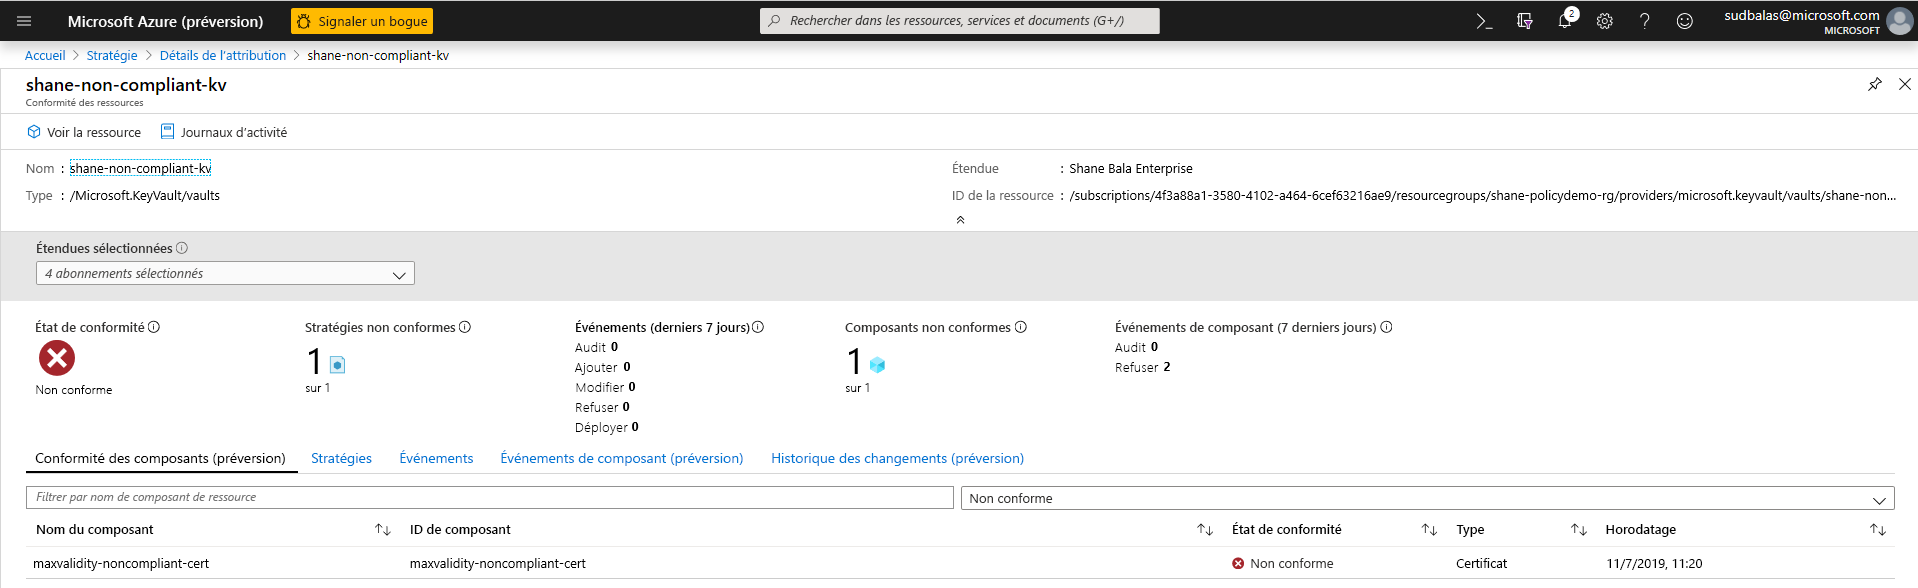 Microsoft Azure (préversion)
Signaler un bogue
Rechercher dans les ressources, services et documents (G+/)
2
sudbalas@microsoft.com
MICROSOFT
Accueil > Stratégie > Détails de l'attribution > shane-non-compliant-kv
shane-non-compliant-kv
Conformité des ressources
Voir la ressource Journaux d'activité
Nom : shane-non-compliant-kv
Étendue : Shane Bala Enterprise
Type : /Microsoft.KeyVault/vaults
ID de la ressource : /subscriptions/4f3a88a1-3580-4102-a464-6cef63216ae9/resourcegroups/shane-policydemo-rg/providers/microsoft.keyvault/vaults/shane-non...
Étendues sélectionnées
4 abonnements sélectionnés
État de conformité
Non conforme
Stratégies non conformes
1
sur 1
Événements (derniers 7 jours)
Audit 0
Ajouter 0
Modifier 0
Refuser 0
Déployer 0
Composants non conformes
1
sur 1
Événements de composant (7 derniers jours)
Audit 0
Refuser 2
Conformité des composants (préversion) Stratégies Événements Événements de composant (préversion) Historique des changements (préversion)
Filtrer par nom de composant de ressource
Non conforme
Nom du composant ID de composant État de conformité Type Horodatage
maxvalidity-noncompliant-cert maxvalidity-noncompliant-cert Non conforme Certificat 11/7/2019, 11:20